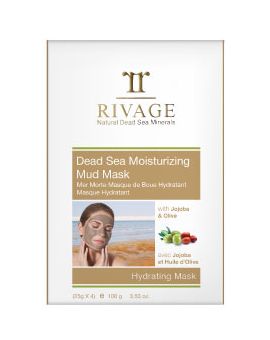 RIVAGE
Natural Dead Sea Minerals
Dead Sea Moisturizing
Mud Mask
Mer Morte Masque de Boue Hydratant
Masque Hydratant
with Jojoba
& Olive
avec Jojoba
et Huile d'Olive
Hydrating Mask
(25g X 4) e 100 g 3.53 oz.